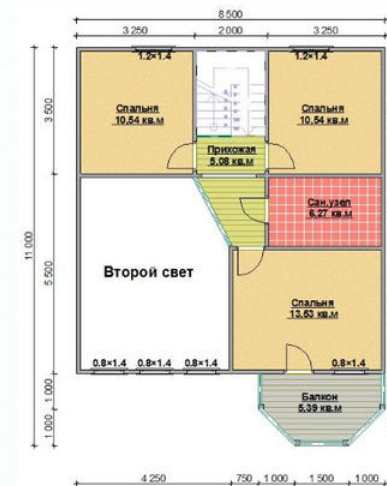 8 500
3 250 2 000 3 250
1.2×1.4 1.2×1.4
3 500
Спальня
10,54 кв.м
Спальня
10,54 кв.м
Прихожая
5.08 кв.м
Сан.узел
6,27 кв.м
11 000
5 500
Второй свет
Спальня
13,53 кв.м
0.8×1.4 0.8×1.4 0.8×1.4 0.8×1.4
1 000
Балкон
5.39 кв.м
1 000
4 250 750 1 000 1 500 1 000